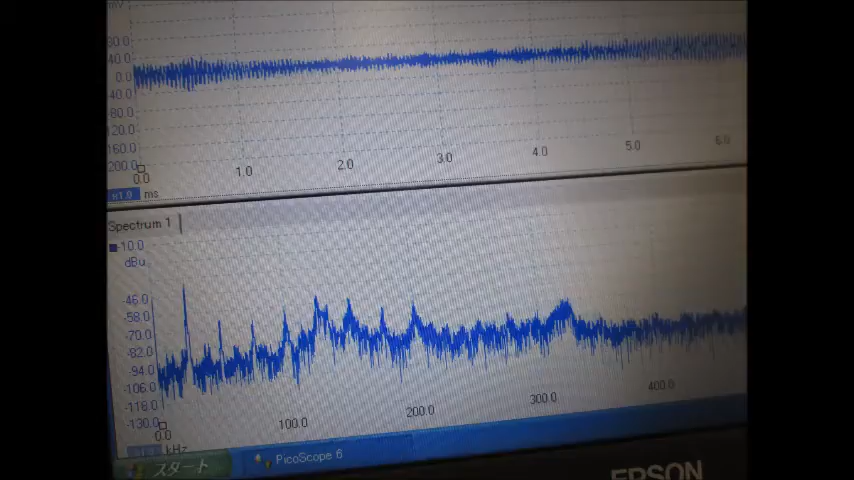 mV
80.0
40.0
0.0
40.0
80.0
120.0
160.0
200.0
0.0 1.0 2.0 3.0 4.0 5.0 6.0
x1.0 ms
Spectrum 1
-10.0
dBu
-46.0
-58.0
-70.0
-82.0
-94.0
-106.0
-118.0
-130.0
0.0 100.0 200.0 300.0 400.0
kHz
スタート PicoScope 6
EPSON